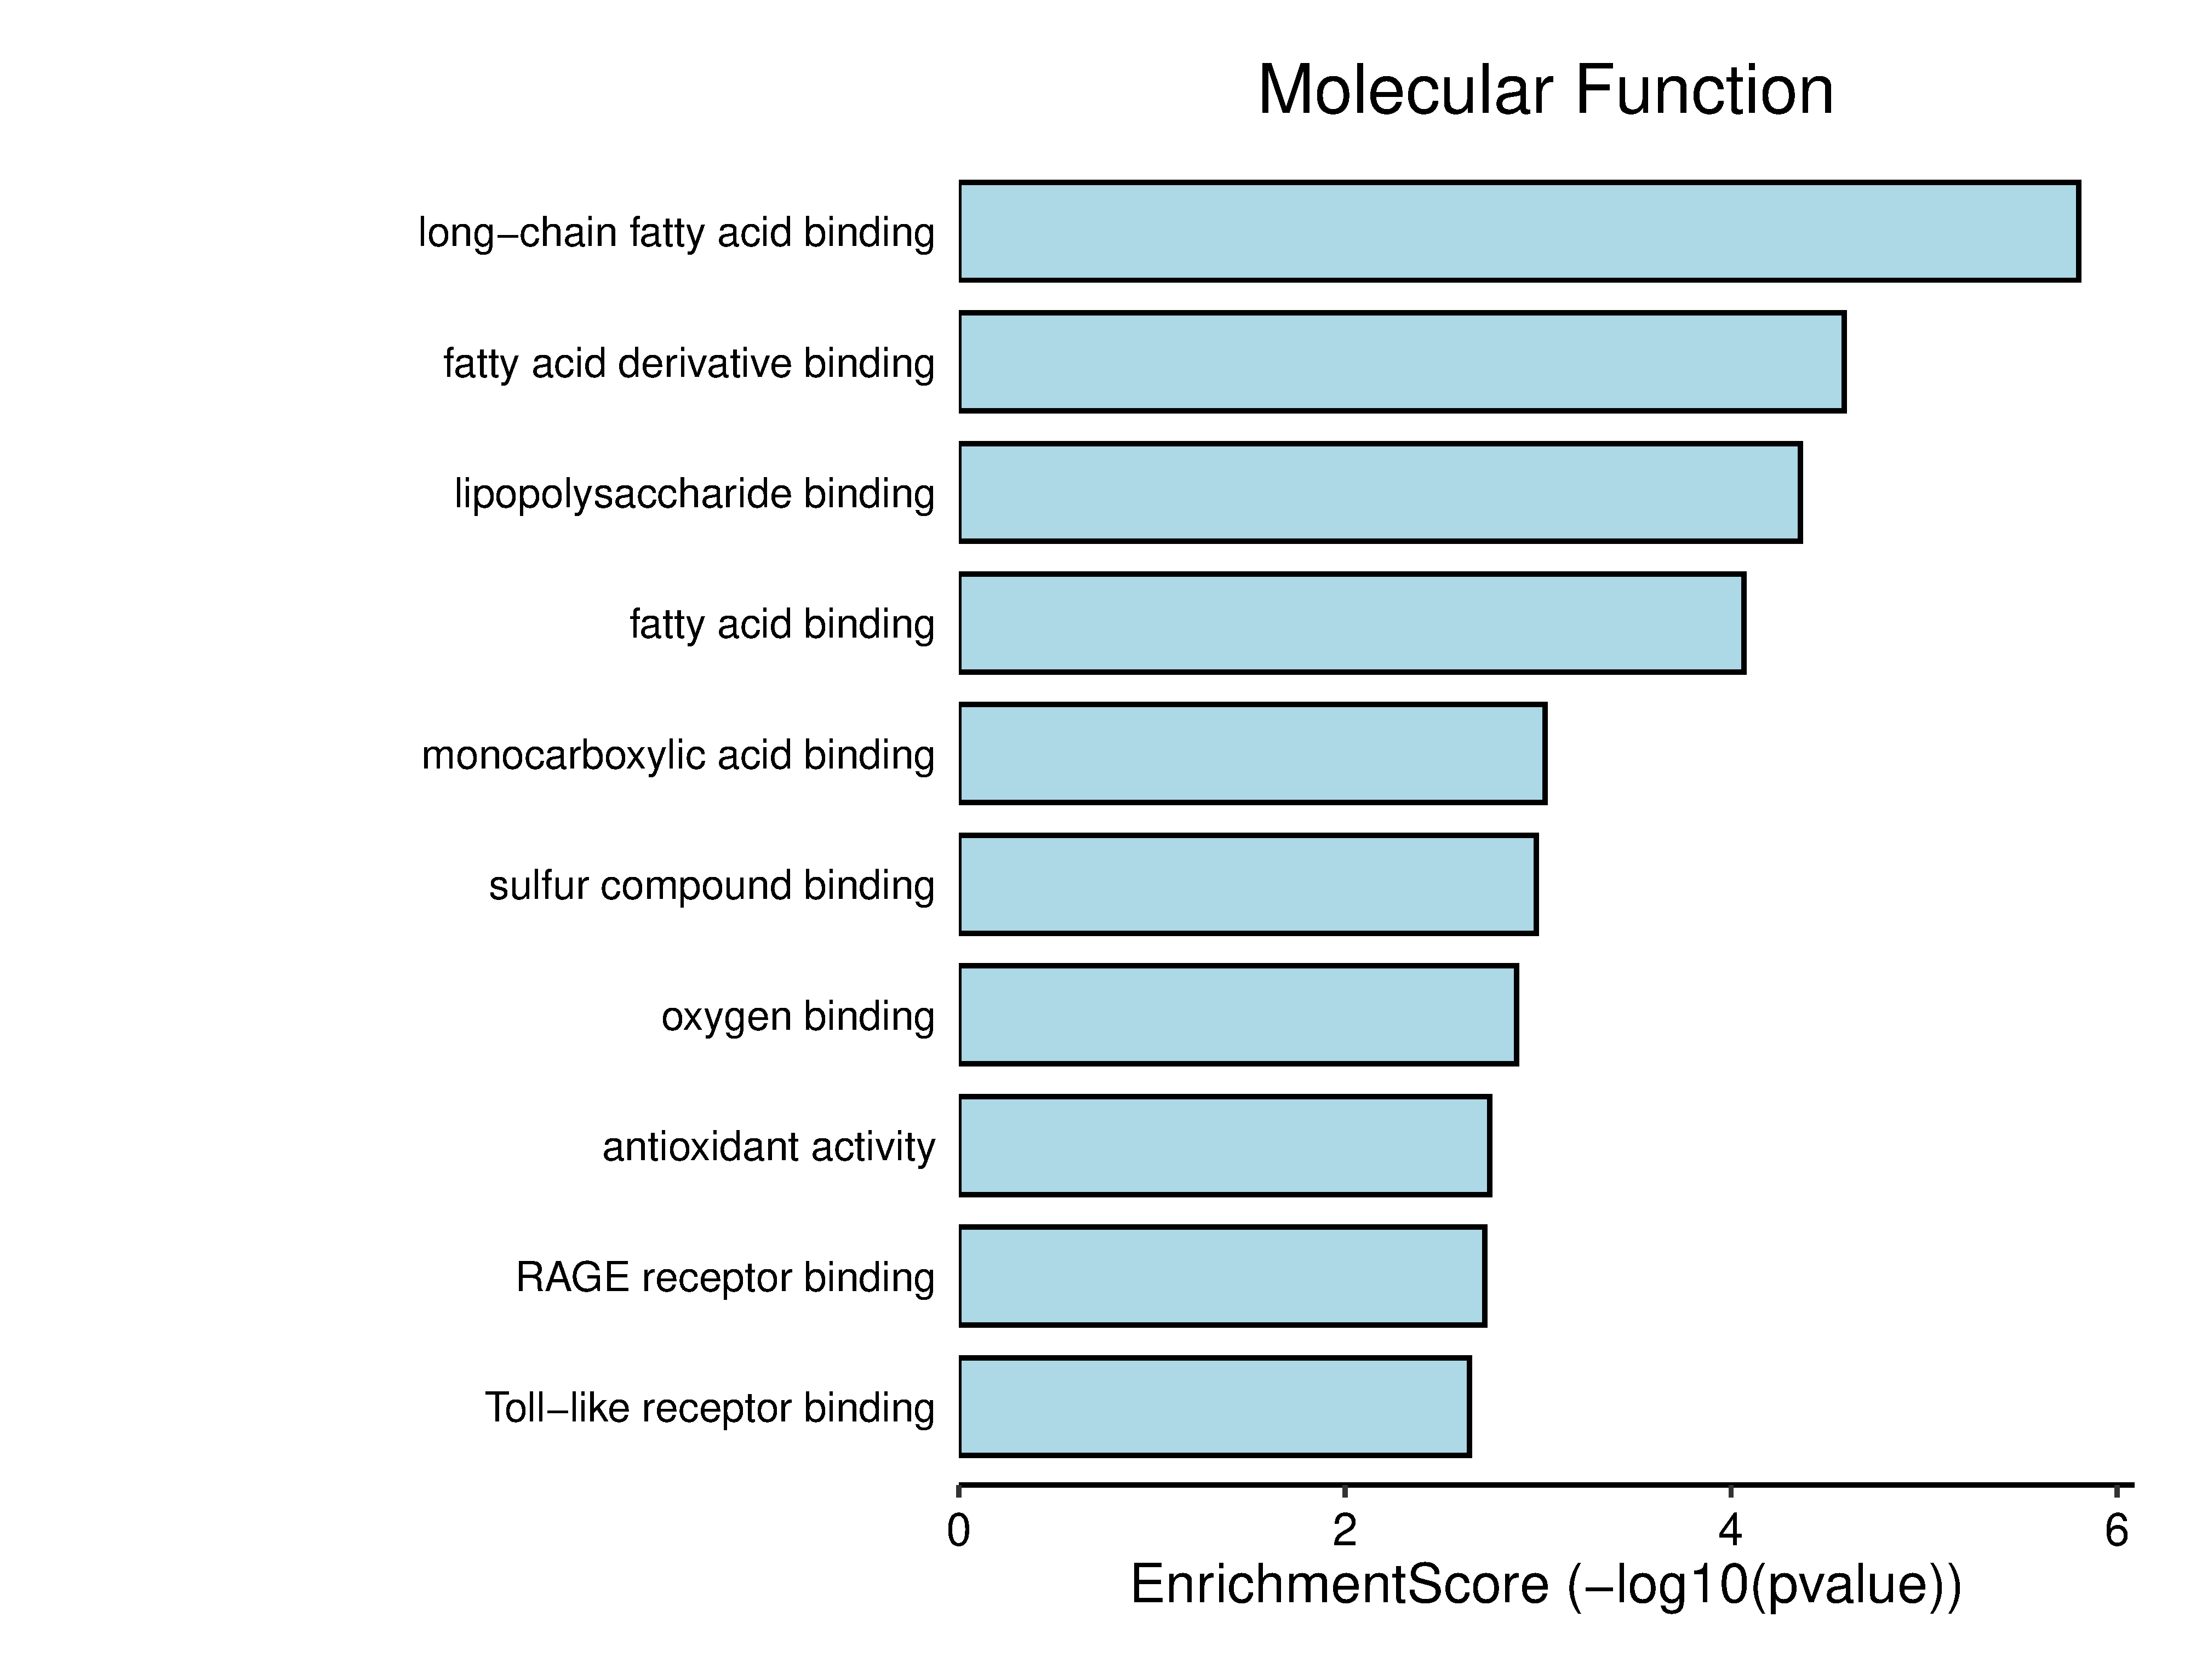 Molecular Function
long−chain fatty acid binding
fatty acid derivative binding
lipopolysaccharide binding
fatty acid binding
monocarboxylic acid binding
sulfur compound binding
oxygen binding
antioxidant activity
RAGE receptor binding
Toll−like receptor binding
0 2 4 6
EnrichmentScore (−log10(pvalue))